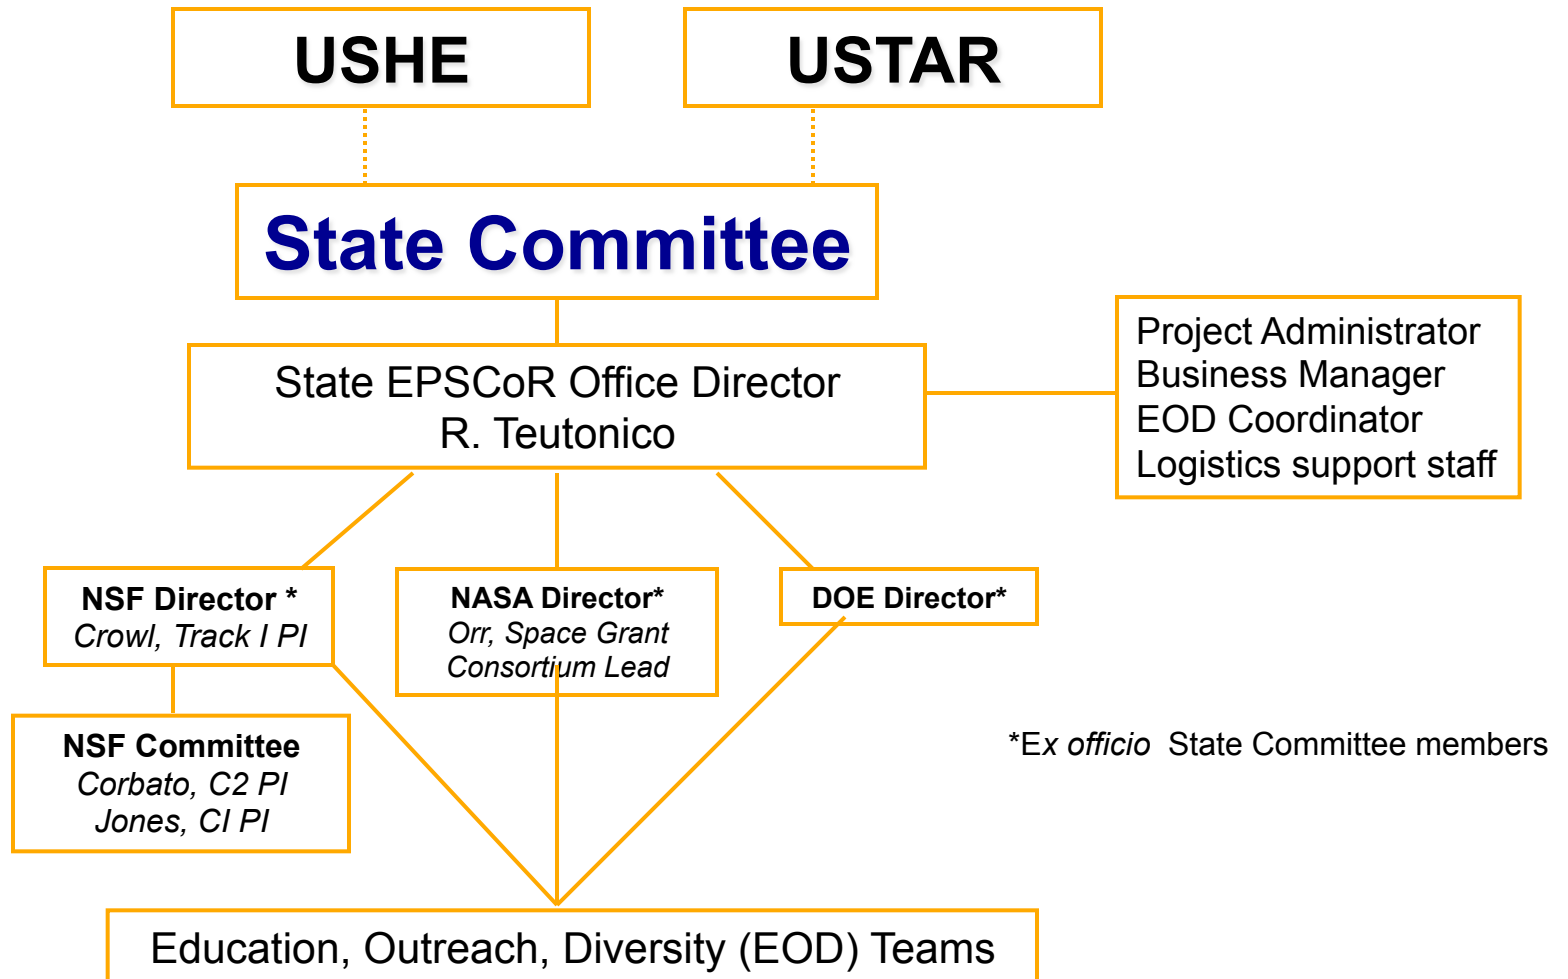 USHE
USTAR
State Committee
State EPSCoR Office Director
R. Teutonico
Project Administrator
Business Manager
EOD Coordinator
Logistics support staff
NSF Director *
Crowl, Track I PI
NASA Director*
Orr, Space Grant
Consortium Lead
DOE Director*
NSF Committee
Corbato, C2 PI
Jones, CI PI
*Ex officio State Committee members
Education, Outreach, Diversity (EOD) Teams